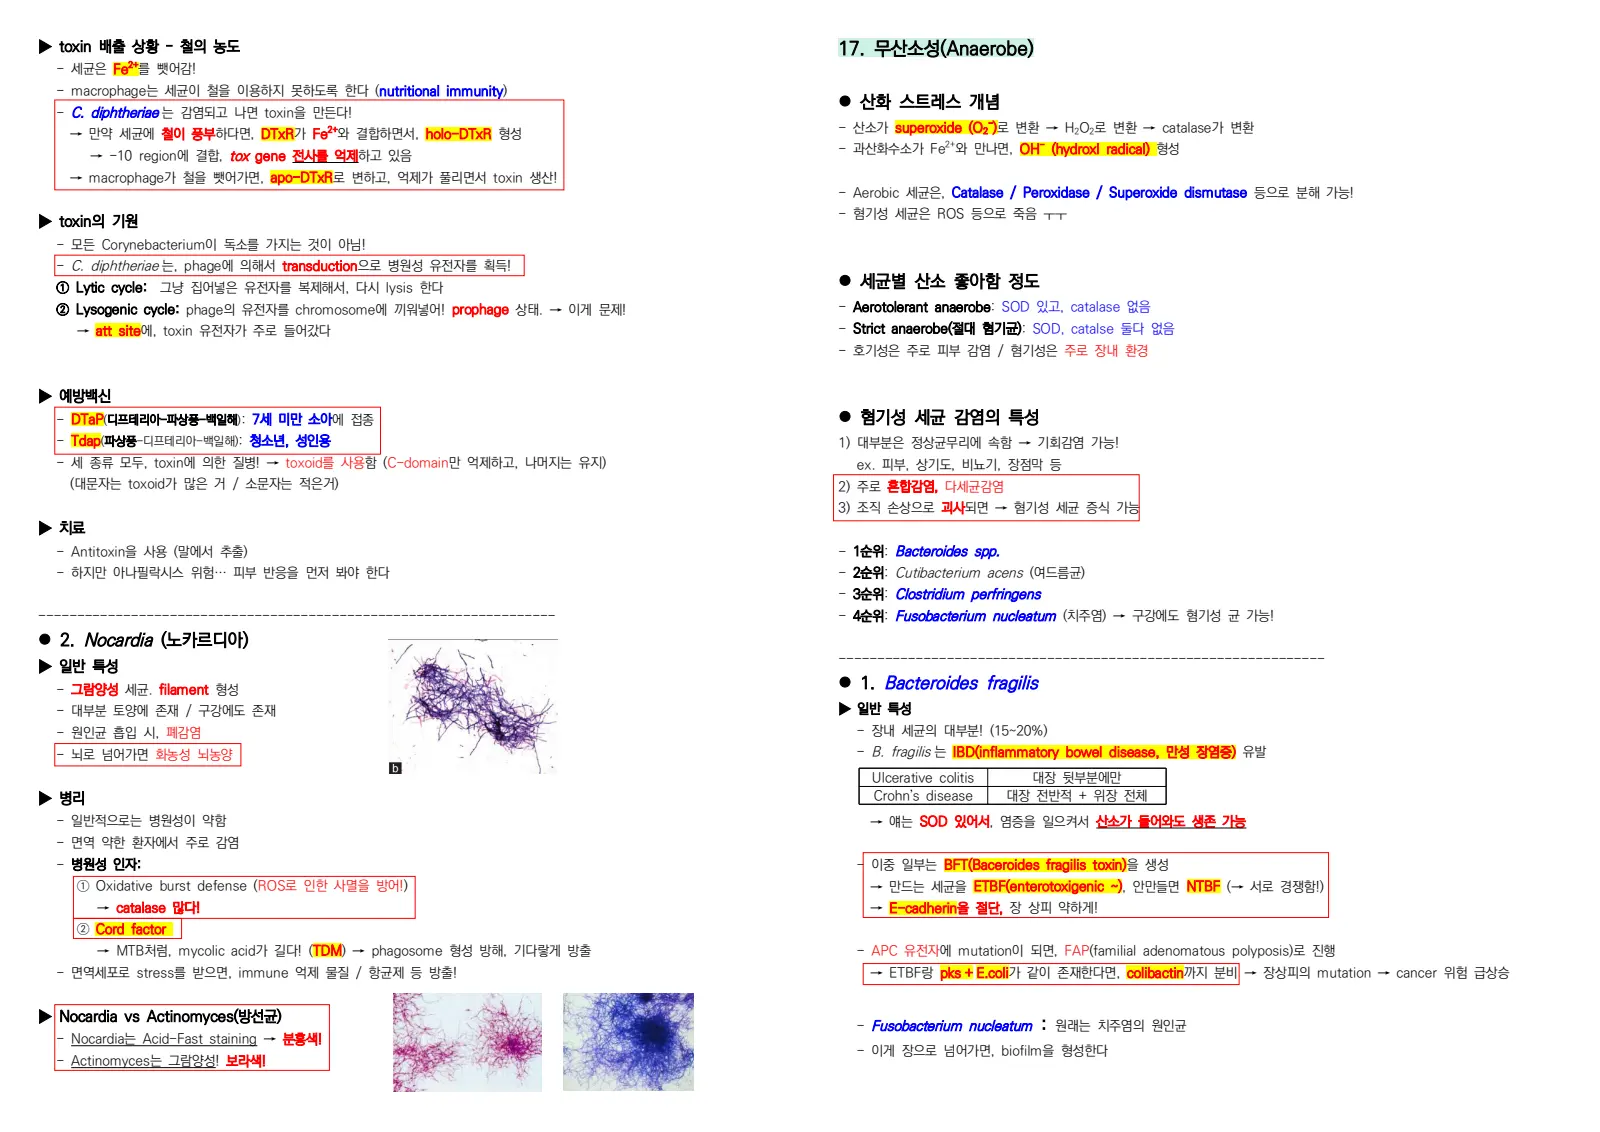 ▶ toxin 배출 상황 - 철의 농도
- 세균은 Fe²⁺를 뺏어감!
- macrophage는 세균이 철을 이용하지 못하도록 한다 (nutritional immunity)
- C. diphtheriae는 감염되고 나면 toxin을 만든다!
→ 만약 세균에 철이 풍부하다면, DTxR가 Fe²⁺와 결합하면서, holo-DTxR 형성
→ -10 region에 결합, tox gene 전사를 억제하고 있음
→ macrophage가 철을 뺏어가면, apo-DTxR로 변하고, 억제가 풀리면서 toxin 생산!
▶ toxin의 기원
- 모든 Corynebacterium이 독소를 가지는 것이 아님!
- C. diphtheriae는, phage에 의해서 transduction으로 병원성 유전자를 획득!
① Lytic cycle: 그냥 집어넣은 유전자를 복제해서, 다시 lysis 한다
② Lysogenic cycle: phage의 유전자를 chromosome에 끼워넣어! prophage 상태. → 이게 문제!
→ att site에, toxin 유전자가 주로 들어갔다
▶ 예방백신
- DTaP(디프테리아-파상풍-백일해): 7세 미만 소아에 접종
- Tdap(파상풍-디프테리아-백일해): 청소년, 성인용
- 세 종류 모두, toxin에 의한 질병! → toxoid를 사용함 (C-domain만 억제하고, 나머지는 유지)
(대문자는 toxoid가 많은 거 / 소문자는 적은거)
▶ 치료
- Antitoxin을 사용 (말에서 추출)
- 하지만 아나필락시스 위험… 피부 반응을 먼저 봐야 한다
● 2. Nocardia (노카르디아)
▶ 일반 특성
- 그람양성 세균. filament 형성
- 대부분 토양에 존재 / 구강에도 존재
- 원인균 흡입 시, 폐감염
- 뇌로 넘어가면 화농성 뇌농양
b
▶ 병리
- 일반적으로는 병원성이 약함
- 면역 약한 환자에서 주로 감염
- 병원성 인자:
① Oxidative burst defense (ROS로 인한 사멸을 방어!)
→ catalase 많다!
② Cord factor
→ MTB처럼, mycolic acid가 길다! (TDM) → phagosome 형성 방해, 기다랗게 방출
- 면역세포로 stress를 받으면, immune 억제 물질 / 항균제 등 방출!
▶ Nocardia vs Actinomyces(방선균)
- Nocardia는 Acid-Fast staining → 분홍색!
- Actinomyces는 그람양성! 보라색!
17. 무산소성(Anaerobe)
● 산화 스트레스 개념
- 산소가 superoxide (O₂⁻)로 변환 → H₂O₂로 변환 → catalase가 변환
- 과산화수소가 Fe²⁺와 만나면, OH⁻ (hydroxl radical) 형성
- Aerobic 세균은, Catalase / Peroxidase / Superoxide dismutase 등으로 분해 가능!
- 혐기성 세균은 ROS 등으로 죽음 ㅜㅜ
● 세균별 산소 좋아함 정도
- Aerotolerant anaerobe: SOD 있고, catalase 없음
- Strict anaerobe(절대 혐기균): SOD, catalse 둘다 없음
- 호기성은 주로 피부 감염 / 혐기성은 주로 장내 환경
● 혐기성 세균 감염의 특성
1) 대부분은 정상균무리에 속함 → 기회감염 가능!
ex. 피부, 상기도, 비뇨기, 장점막 등
2) 주로 혼합감염, 다세균감염
3) 조직 손상으로 괴사되면 → 혐기성 세균 증식 가능
- 1순위: Bacteroides spp.
- 2순위: Cutibacterium acens (여드름균)
- 3순위: Clostridium perfringens
- 4순위: Fusobacterium nucleatum (치주염) → 구강에도 혐기성 균 가능!
● 1. Bacteroides fragilis
▶ 일반 특성
- 장내 세균의 대부분! (15~20%)
- B. fragilis는 IBD(inflammatory bowel disease, 만성 장염증) 유발
Ulcerative colitis 대장 뒷부분에만
Crohn's disease 대장 전반적 + 위장 전체
→ 얘는 SOD 있어서, 염증을 일으켜서 산소가 들어와도 생존 가능
- 이중 일부는 BFT(Baceroides fragilis toxin)을 생성
→ 만드는 세균을 ETBF(enterotoxigenic ~), 안만들면 NTBF (→ 서로 경쟁함!)
→ E-cadherin을 절단, 장 상피 약하게!
- APC 유전자에 mutation이 되면, FAP(familial adenomatous polyposis)로 진행
→ ETBF랑 pks + E.coli가 같이 존재한다면, colibactin까지 분비 → 장상피의 mutation → cancer 위험 급상승
- Fusobacterium nucleatum : 원래는 치주염의 원인균
- 이게 장으로 넘어가면, biofilm을 형성한다